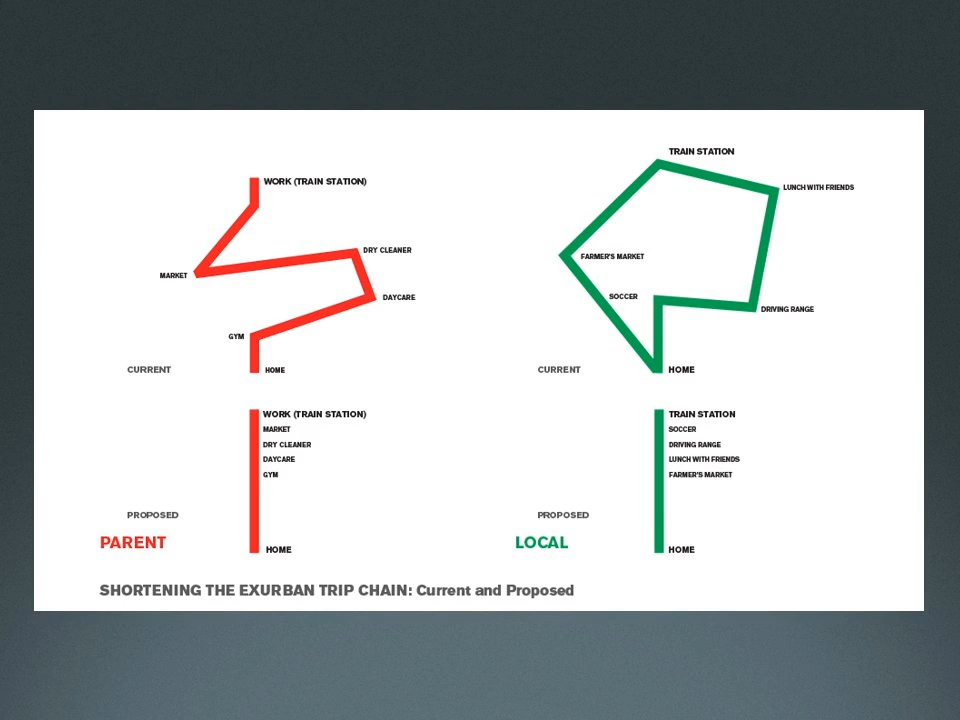 WORK (TRAIN STATION)
DRY CLEANER
MARKET
DAYCARE
GYM
HOME
CURRENT
TRAIN STATION
LUNCH WITH FRIENDS
FARMER'S MARKET
SOCCER
DRIVING RANGE
HOME
CURRENT
WORK (TRAIN STATION)
MARKET
DRY CLEANER
DAYCARE
GYM
HOME
PROPOSED
PARENT
TRAIN STATION
SOCCER
DRIVING RANGE
LUNCH WITH FRIENDS
FARMER'S MARKET
HOME
PROPOSED
LOCAL
SHORTENING THE EXURBAN TRIP CHAIN: Current and Proposed